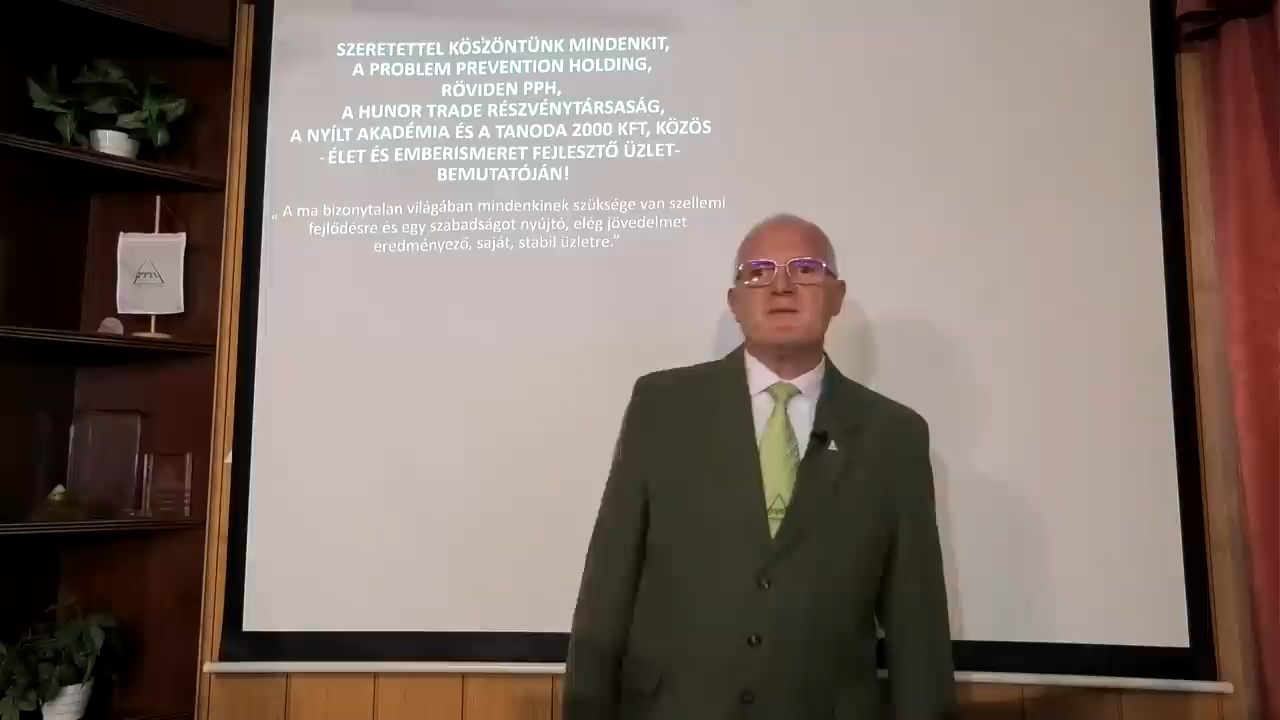 SZERETETTEL KÖSZÖNTÜNK MINDENKIT,
A PROBLEM PREVENTION HOLDING,
RÖVIDEN PPH,
A HUNOR TRADE RÉSZVÉNYTÁRSASÁG,
A NYÍLT AKADÉMIA ÉS A TANODA 2000 KFT, KÖZÖS
- ÉLET ÉS EMBERISMERET FEJLESZTŐ ÜZLET-
BEMUTATÓJÁN!
„ A ma bizonytalan világában mindenkinek szüksége van szellemi
fejlődésre és egy szabadságot nyújtó, elég jövedelmet
eredményező, saját, stabil üzletre.”